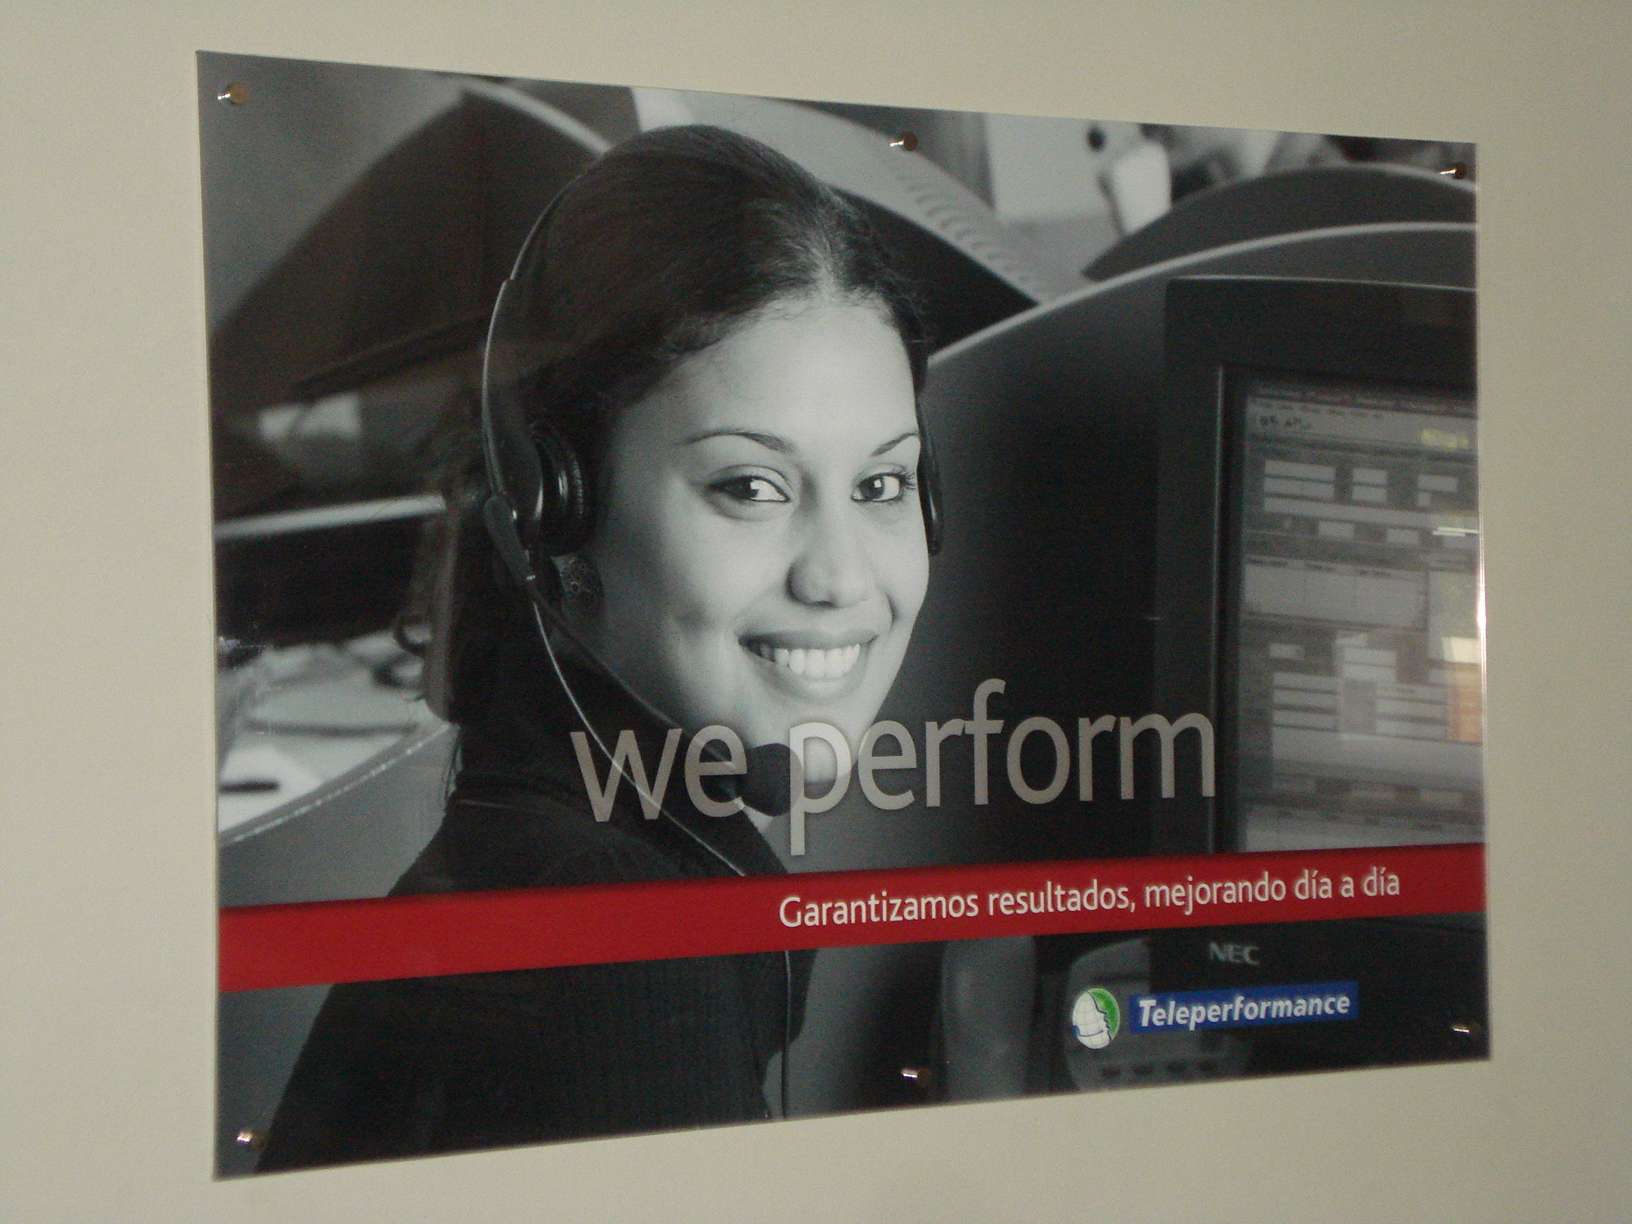 we perform
Garantizamos resultados, mejorando día a día
NEC
Teleperformance